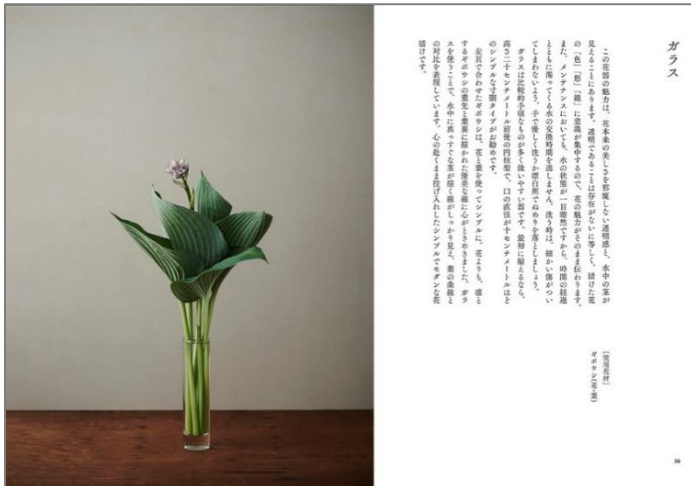 ガラス
この花器の魅力は、花本来の美しさを邪魔しない透明感と、水中の茎が
見えることにあります。透明であることは存在がないに等しく、活けた花
の「色」「形」「線」に意識が集中するので、花の魅力がそのまま伝わります。
また、メンテナンスにおいても、水の状態が一目瞭然ですから、時間の経過
とともに濁ってくる水の交換時期を逃しません。洗う時は、細かい傷がつい
てしまわないよう、手で優しく洗うか漂白剤でぬめりを落としましょう。
ガラスは比較的手頃なものが多く扱いやすい器です。最初に揃えるなら、
高さ二十センチメートル前後の円柱型で、口の直径が十センチメートルほど
のシンプルな寸胴タイプがお勧めです。
左頁で合わせたギボウシは、花と葉を使ってシンプルに。花よりも、凛と
するギボウシの葉先と葉裏に描かれた優美な線に心がときめきました。ガラ
スを使うことで、水中に真っすぐな茎が描く線がしっかり見え、葉の曲線と
の対比を表現しています。心の赴くまま投げ入れしたシンプルでモダンな花
活けです。
［使用花材］
ギボウシ(花・葉)